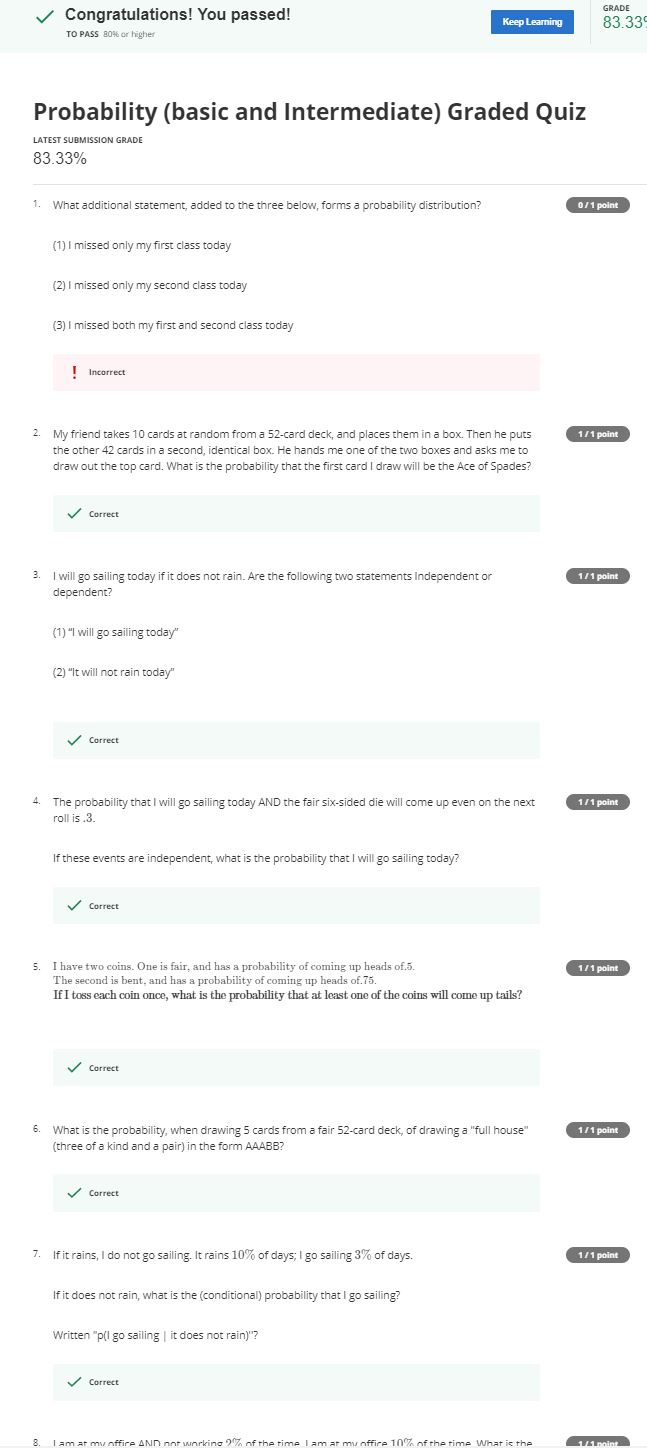 Congratulations! You passed!
TO PASS 80% or higher
Keep Learning
GRADE
83.33%
Probability (basic and Intermediate) Graded Quiz
LATEST SUBMISSION GRADE
83.33%
1. What additional statement, added to the three below, forms a probability distribution?
0 / 1 point
(1) I missed only my first class today
(2) I missed only my second class today
(3) I missed both my first and second class today
! Incorrect
2. My friend takes 10 cards at random from a 52-card deck, and places them in a box. Then he puts
1 / 1 point
the other 42 cards in a second, identical box. He hands me one of the two boxes and asks me to
draw out the top card. What is the probability that the first card I draw will be the Ace of Spades?
Correct
3. I will go sailing today if it does not rain. Are the following two statements Independent or
1 / 1 point
dependent?
(1) “I will go sailing today”
(2) “It will not rain today”
Correct
4. The probability that I will go sailing today AND the fair six-sided die will come up even on the next
1 / 1 point
roll is .3.
If these events are independent, what is the probability that I will go sailing today?
Correct
5. I have two coins. One is fair, and has a probability of coming up heads of.5.
1 / 1 point
The second is bent, and has a probability of coming up heads of.75.
If I toss each coin once, what is the probability that at least one of the coins will come up tails?
Correct
6. What is the probability, when drawing 5 cards from a fair 52-card deck, of drawing a "full house"
1 / 1 point
(three of a kind and a pair) in the form AAABB?
Correct
7. If it rains, I do not go sailing. It rains 10% of days; I go sailing 3% of days.
1 / 1 point
If it does not rain, what is the (conditional) probability that I go sailing?
Written "p(I go sailing | it does not rain)"?
Correct
8. I am at my office AND not working 2% of the time. I am at my office 10% of the time. What is the
1 / 1 point